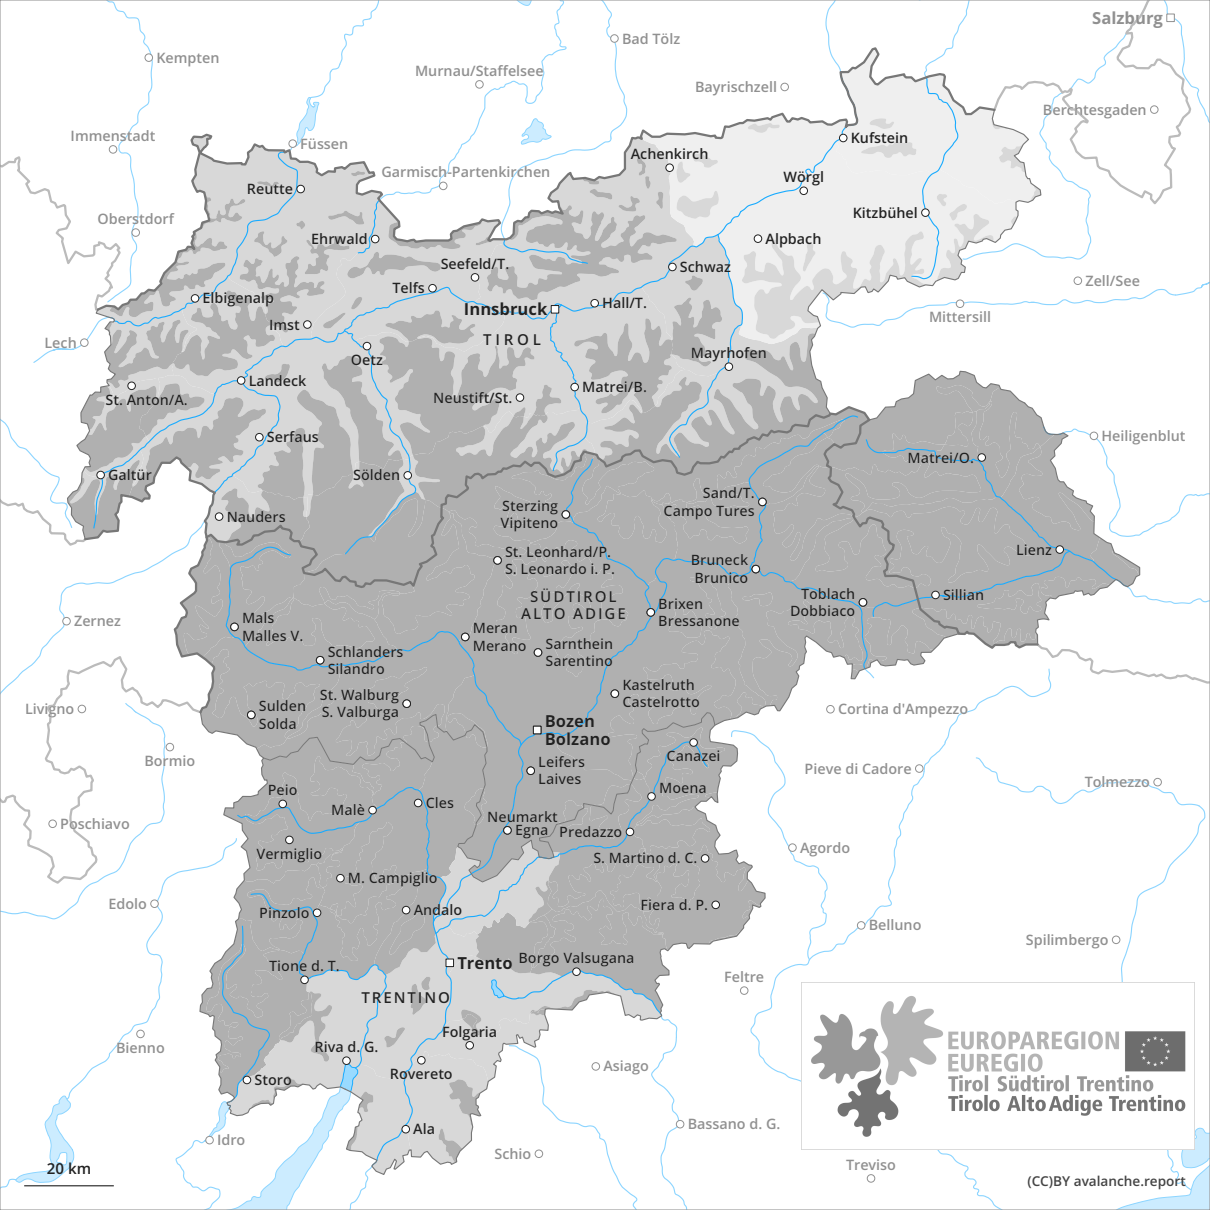 Salzburg
Bad Tölz
Kempten
Murnau/Staffelsee
Bayrischzell
Berchtesgaden
Immenstadt
Füssen
Kufstein
Achenkirch
Garmisch-Partenkirchen
Reutte
Wörgl
Oberstdorf
Kitzbühel
Ehrwald
Alpbach
Seefeld/T.
Schwaz
Zell/See
Telfs
Elbigenalp
Hall/T.
Innsbruck
Mittersill
Imst
TIROL
Lech
Oetz
Mayrhofen
Landeck
Matrei/B.
St. Anton/A.
Neustift/St.
Serfaus
Heiligenblut
Matrei/O.
Galtür
Sölden
Sand/T.
Campo Tures
Sterzing
Vipiteno
Nauders
St. Leonhard/P.
S. Leonardo i. P.
Lienz
Bruneck
Brunico
SÜDTIROL
ALTO ADIGE
Toblach
Dobbiaco
Sillian
Brixen
Bressanone
Zernez
Mals
Malles V.
Meran
Merano
Sarnthein
Sarentino
Schlanders
Silandro
Kastelruth
Castelrotto
St. Walburg
S. Valburga
Sulden
Solda
Livigno
Cortina d'Ampezzo
Bozen
Bolzano
Bormio
Canazei
Leifers
Laives
Pieve di Cadore
Tolmezzo
Peio
Moena
Malè
Cles
Neumarkt
Egna
Predazzo
Poschiavo
Agordo
Vermiglio
S. Martino d. C.
M. Campiglio
Edolo
Pinzolo
Andalo
Fiera d. P.
Belluno
Spilimbergo
Trento
Borgo Valsugana
Tione d. T.
Feltre
TRENTINO
Folgaria
Bienno
Riva d. G.
EUROPAREGION
EUREGIO
Tirol Südtirol Trentino
Tirolo Alto Adige Trentino
Asiago
Rovereto
Storo
Bassano d. G.
Ala
Idro
Schio
Treviso
20 km
(CC)BY avalanche.report